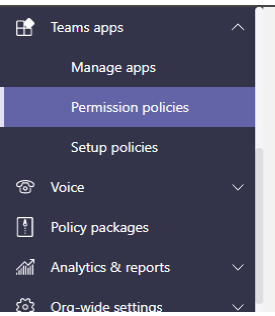 Teams apps
Manage apps
Permission policies
Setup policies
Voice
Policy packages
Analytics & reports
Org-wide settings